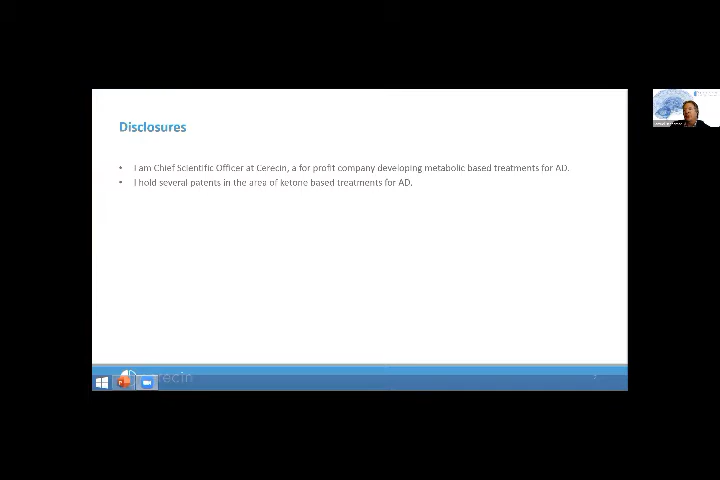 Disclosures
• I am Chief Scientific Officer at Cerecin, a for profit company developing metabolic based treatments for AD.
• I hold several patents in the area of ketone based treatments for AD.
recin